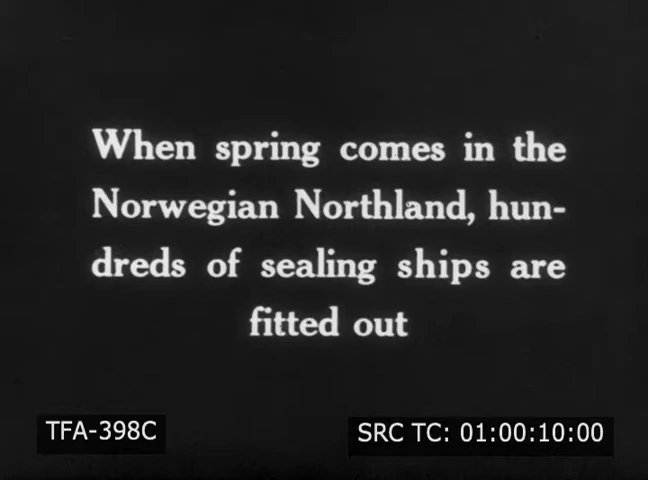 When spring comes in the
Norwegian Northland, hun-
dreds of sealing ships are
fitted out
TFA-398C
SRC TC: 01:00:10:00